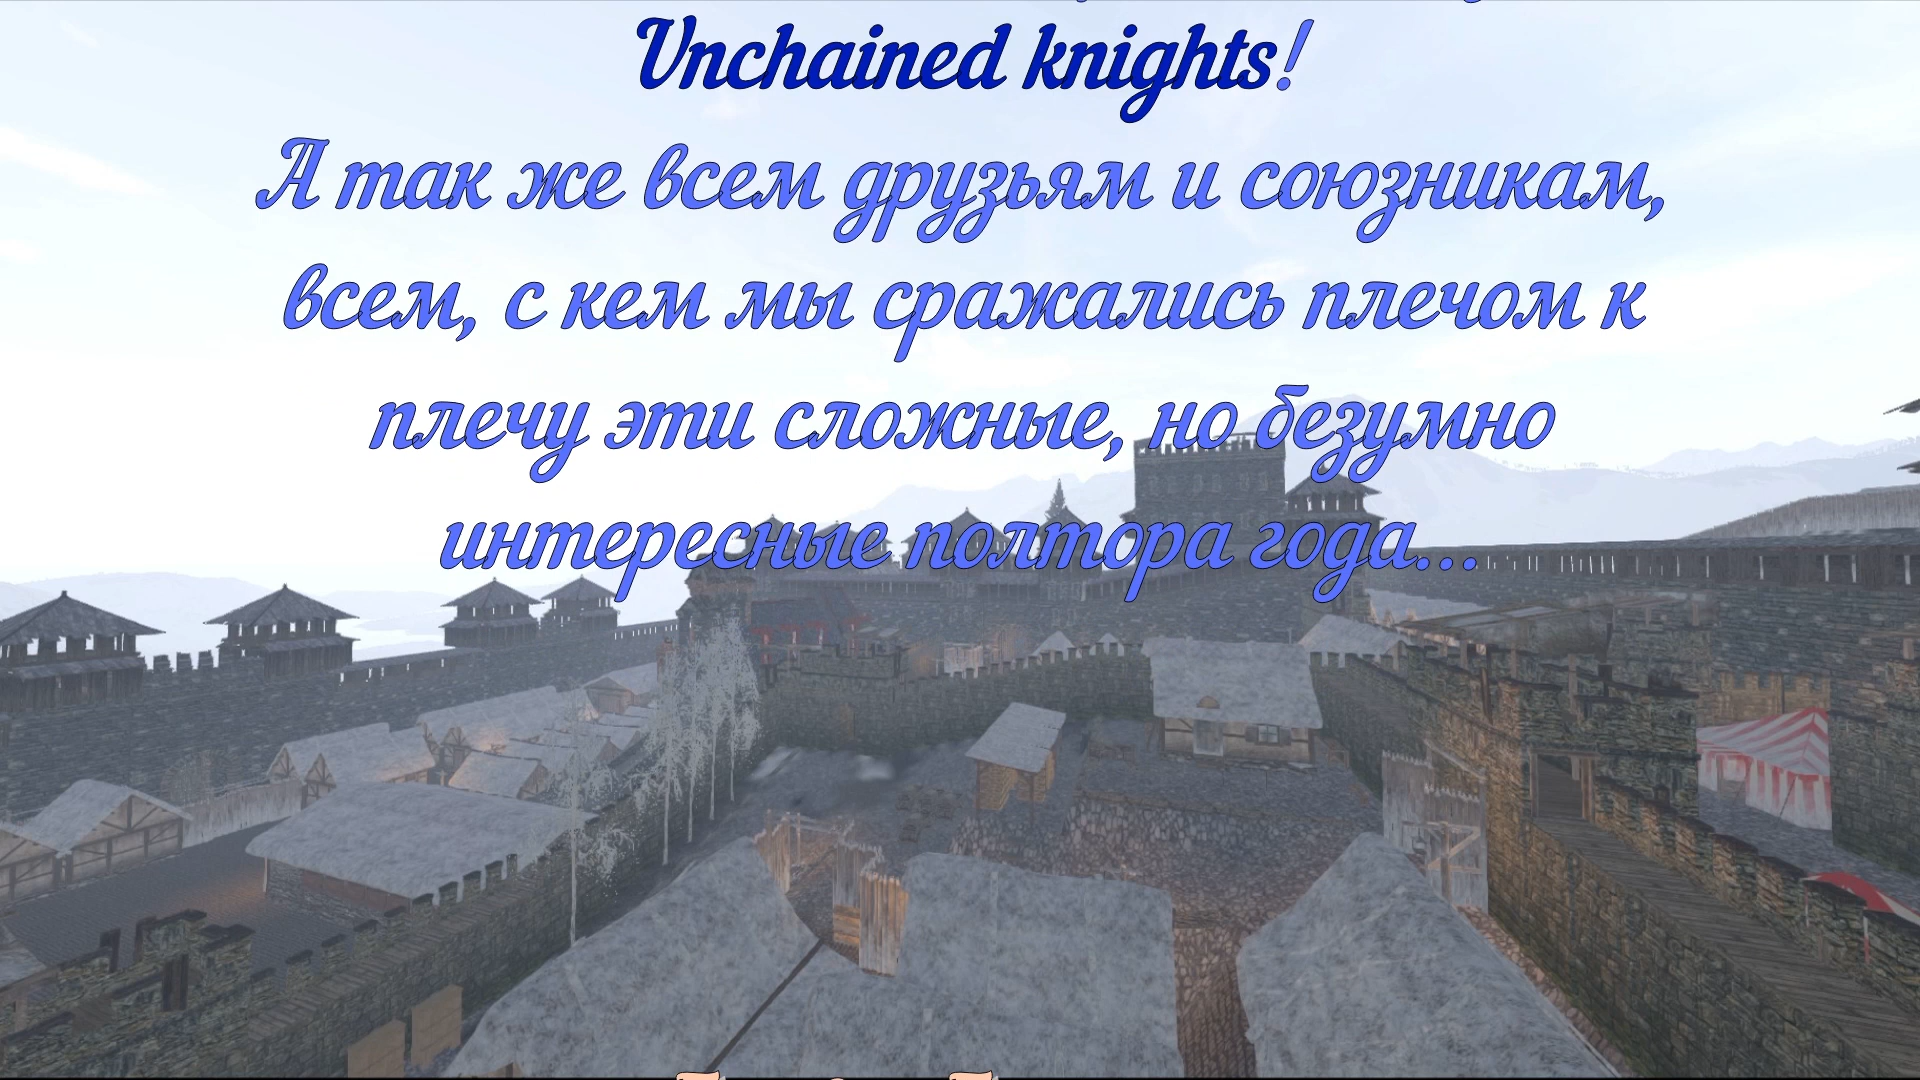 Unchained knights!
А так же всем друзьям и союзникам,
всем, с кем мы сражались плечом к
плечу эти сложные, но безумно
интересные полтора года...